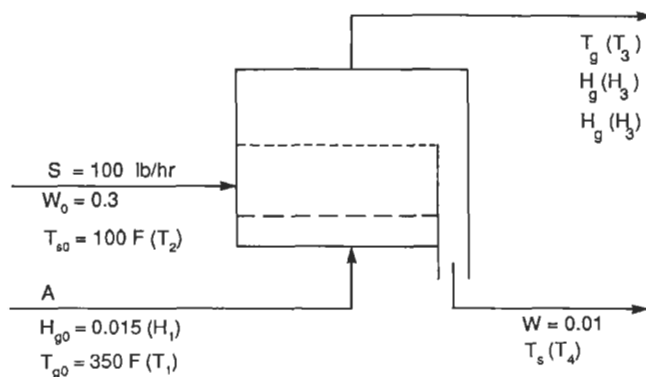 T_g (T_3)
H_g (H_3)
H_g (H_3)
S = 100 lb/hr
W_0 = 0.3
T_s0 = 100 F (T_2)
A
H_g0 = 0.015 (H_1)
T_g0 = 350 F (T_1)
W = 0.01
T_s (T_4)